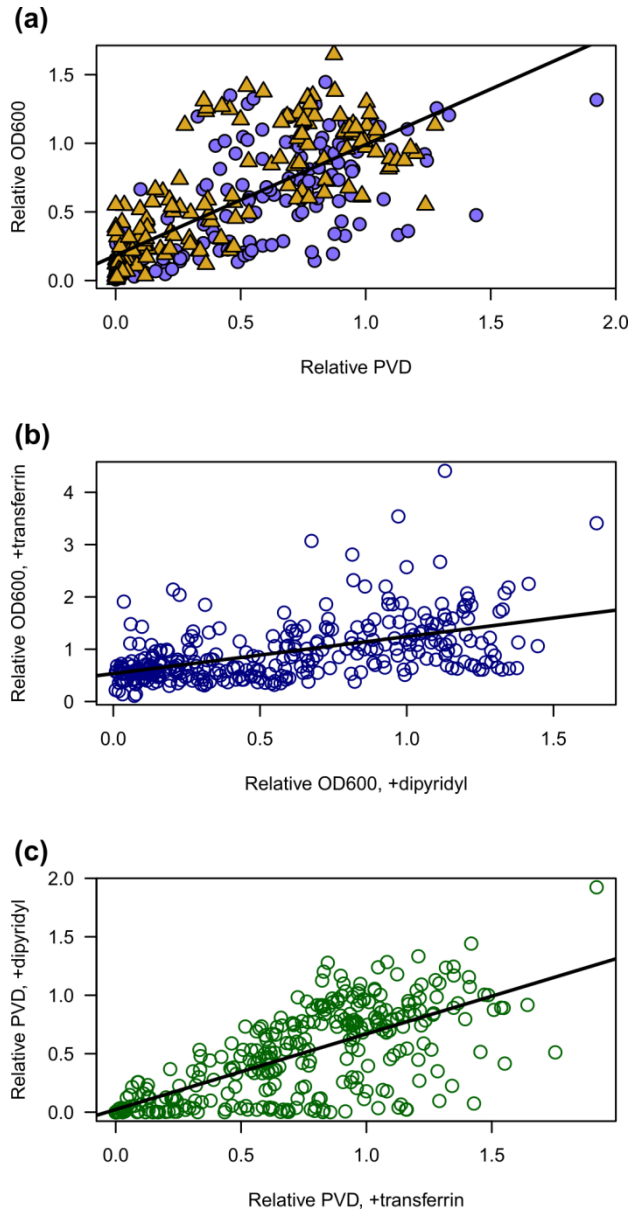 (a)
Relative OD600
1.5
1.0
0.5
0.0
0.0 0.5 1.0 1.5 2.0
Relative PVD
(b)
Relative OD600, +transferrin
4
3
2
1
0
0.0 0.5 1.0 1.5
Relative OD600, +dipyridyl
(c)
Relative PVD, +dipyridyl
2.0
1.5
1.0
0.5
0.0
0.0 0.5 1.0 1.5
Relative PVD, +transferrin